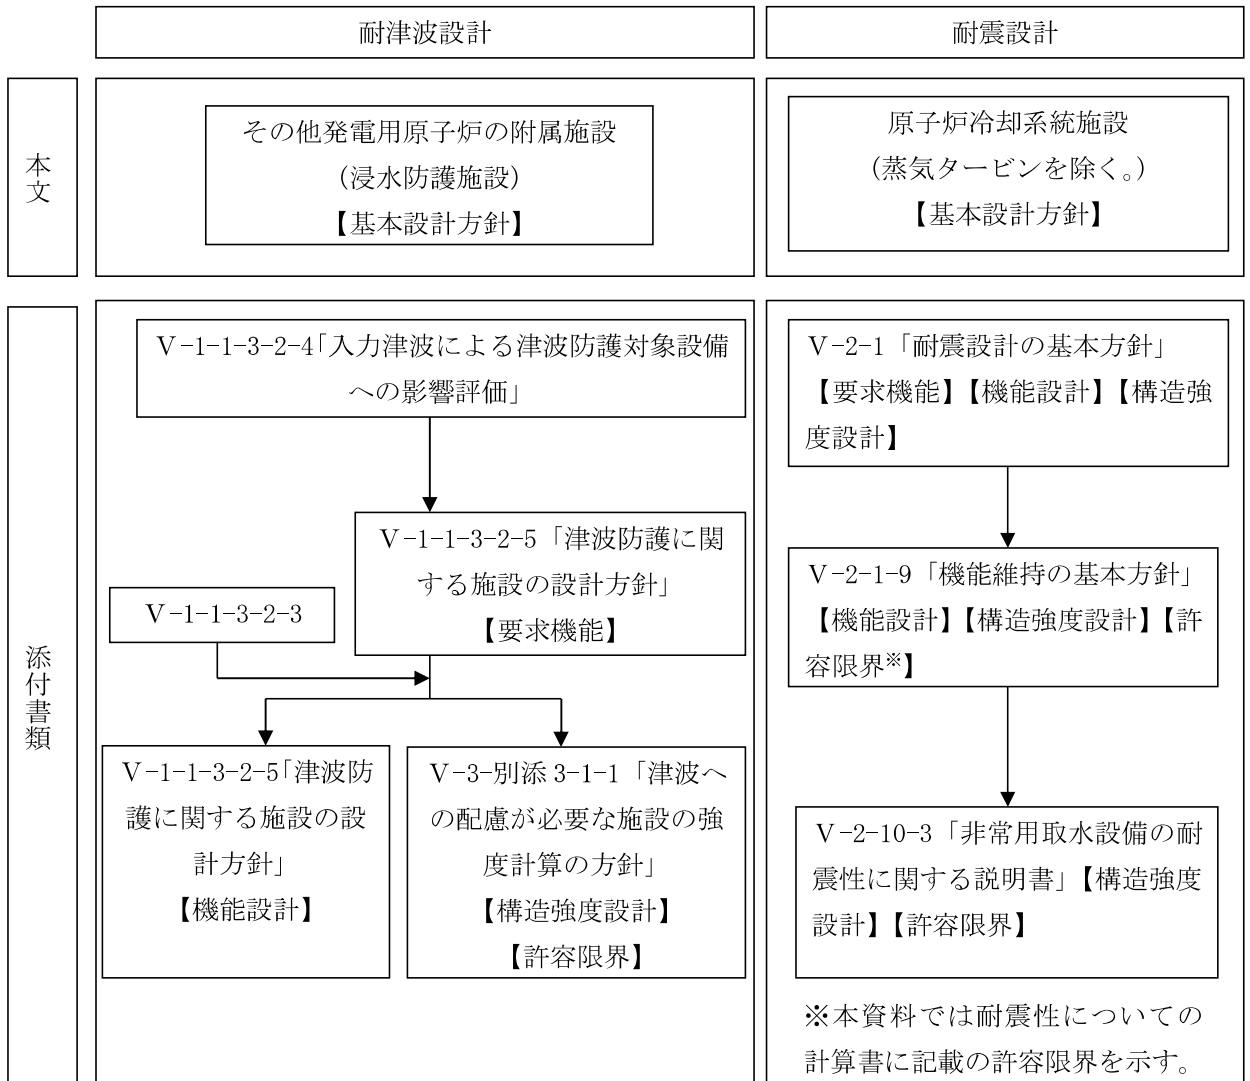 耐津波設計
耐震設計
本文
その他発電用原子炉の附属施設
(浸水防護施設)
【基本設計方針】
原子炉冷却系統施設
(蒸気タービンを除く。)
【基本設計方針】
添付書類
Ⅴ-1-1-3-2-4「入力津波による津波防護対象設備
への影響評価」
Ⅴ-1-1-3-2-5「津波防護に関
する施設の設計方針」
【要求機能】
Ⅴ-1-1-3-2-3
Ⅴ-1-1-3-2-5「津波防
護に関する施設の設
計方針」
【機能設計】
Ⅴ-3-別添 3-1-1「津波へ
の配慮が必要な施設の強
度計算の方針」
【構造強度設計】
【許容限界】
Ⅴ-2-1「耐震設計の基本方針」
【要求機能】【機能設計】【構造強
度設計】
Ⅴ-2-1-9「機能維持の基本方針」
【機能設計】【構造強度設計】【許
容限界※】
Ⅴ-2-10-3「非常用取水設備の耐
震性に関する説明書」【構造強度
設計】【許容限界】
※本資料では耐震性についての
計算書に記載の許容限界を示す。